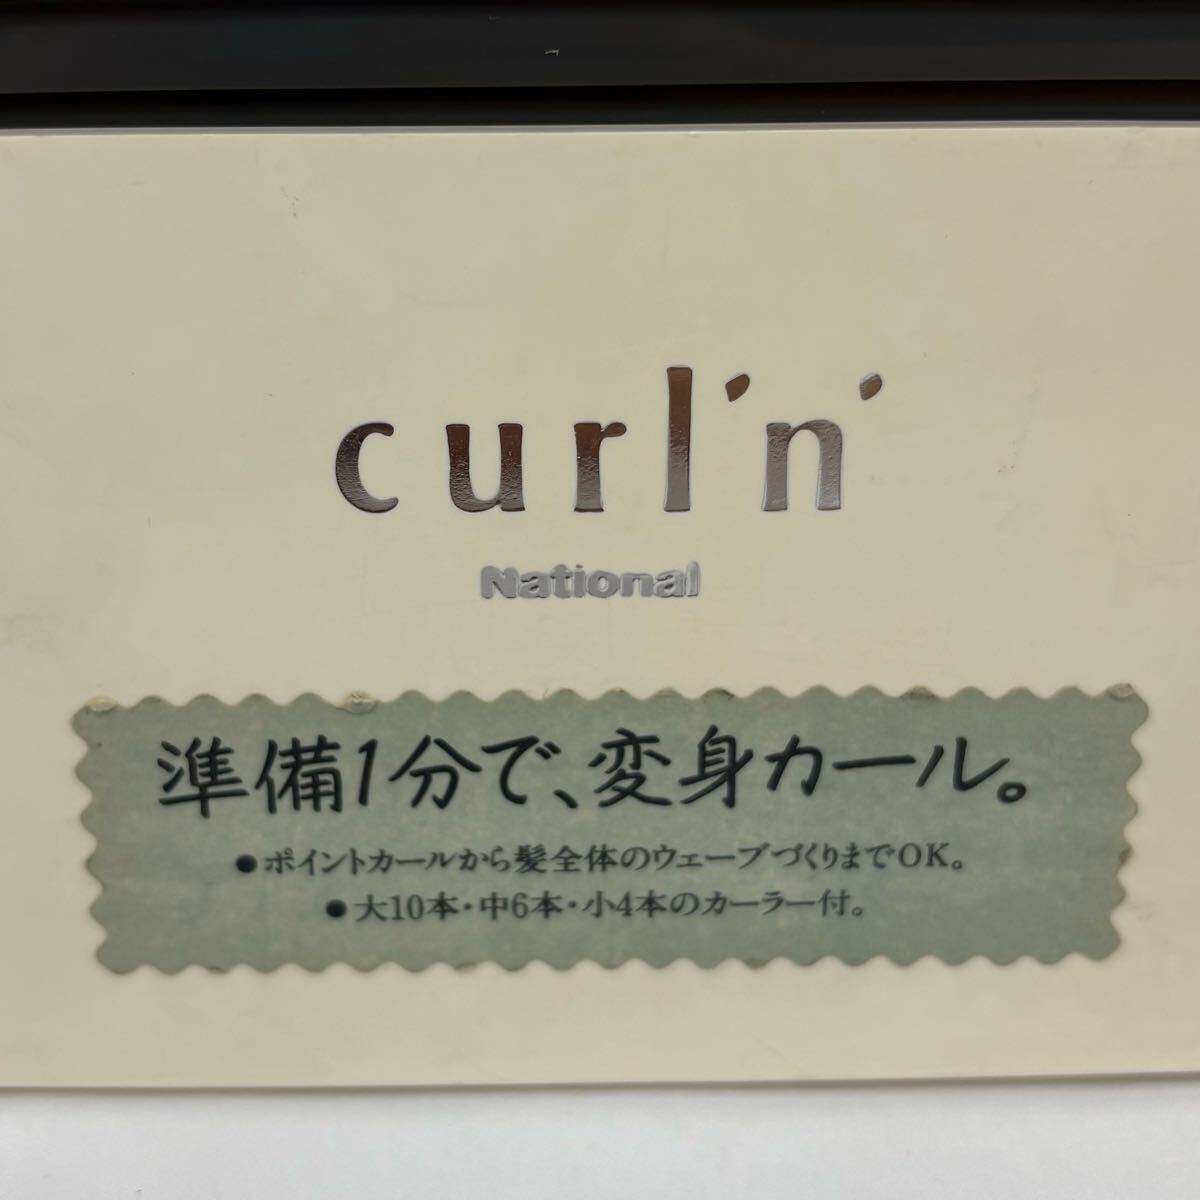 curl'n'
National
準備1分で、変身カール。
●ポイントカールから髪全体のウェーブづくりまでOK。
●大10本・中6本・小4本のカーラー付。